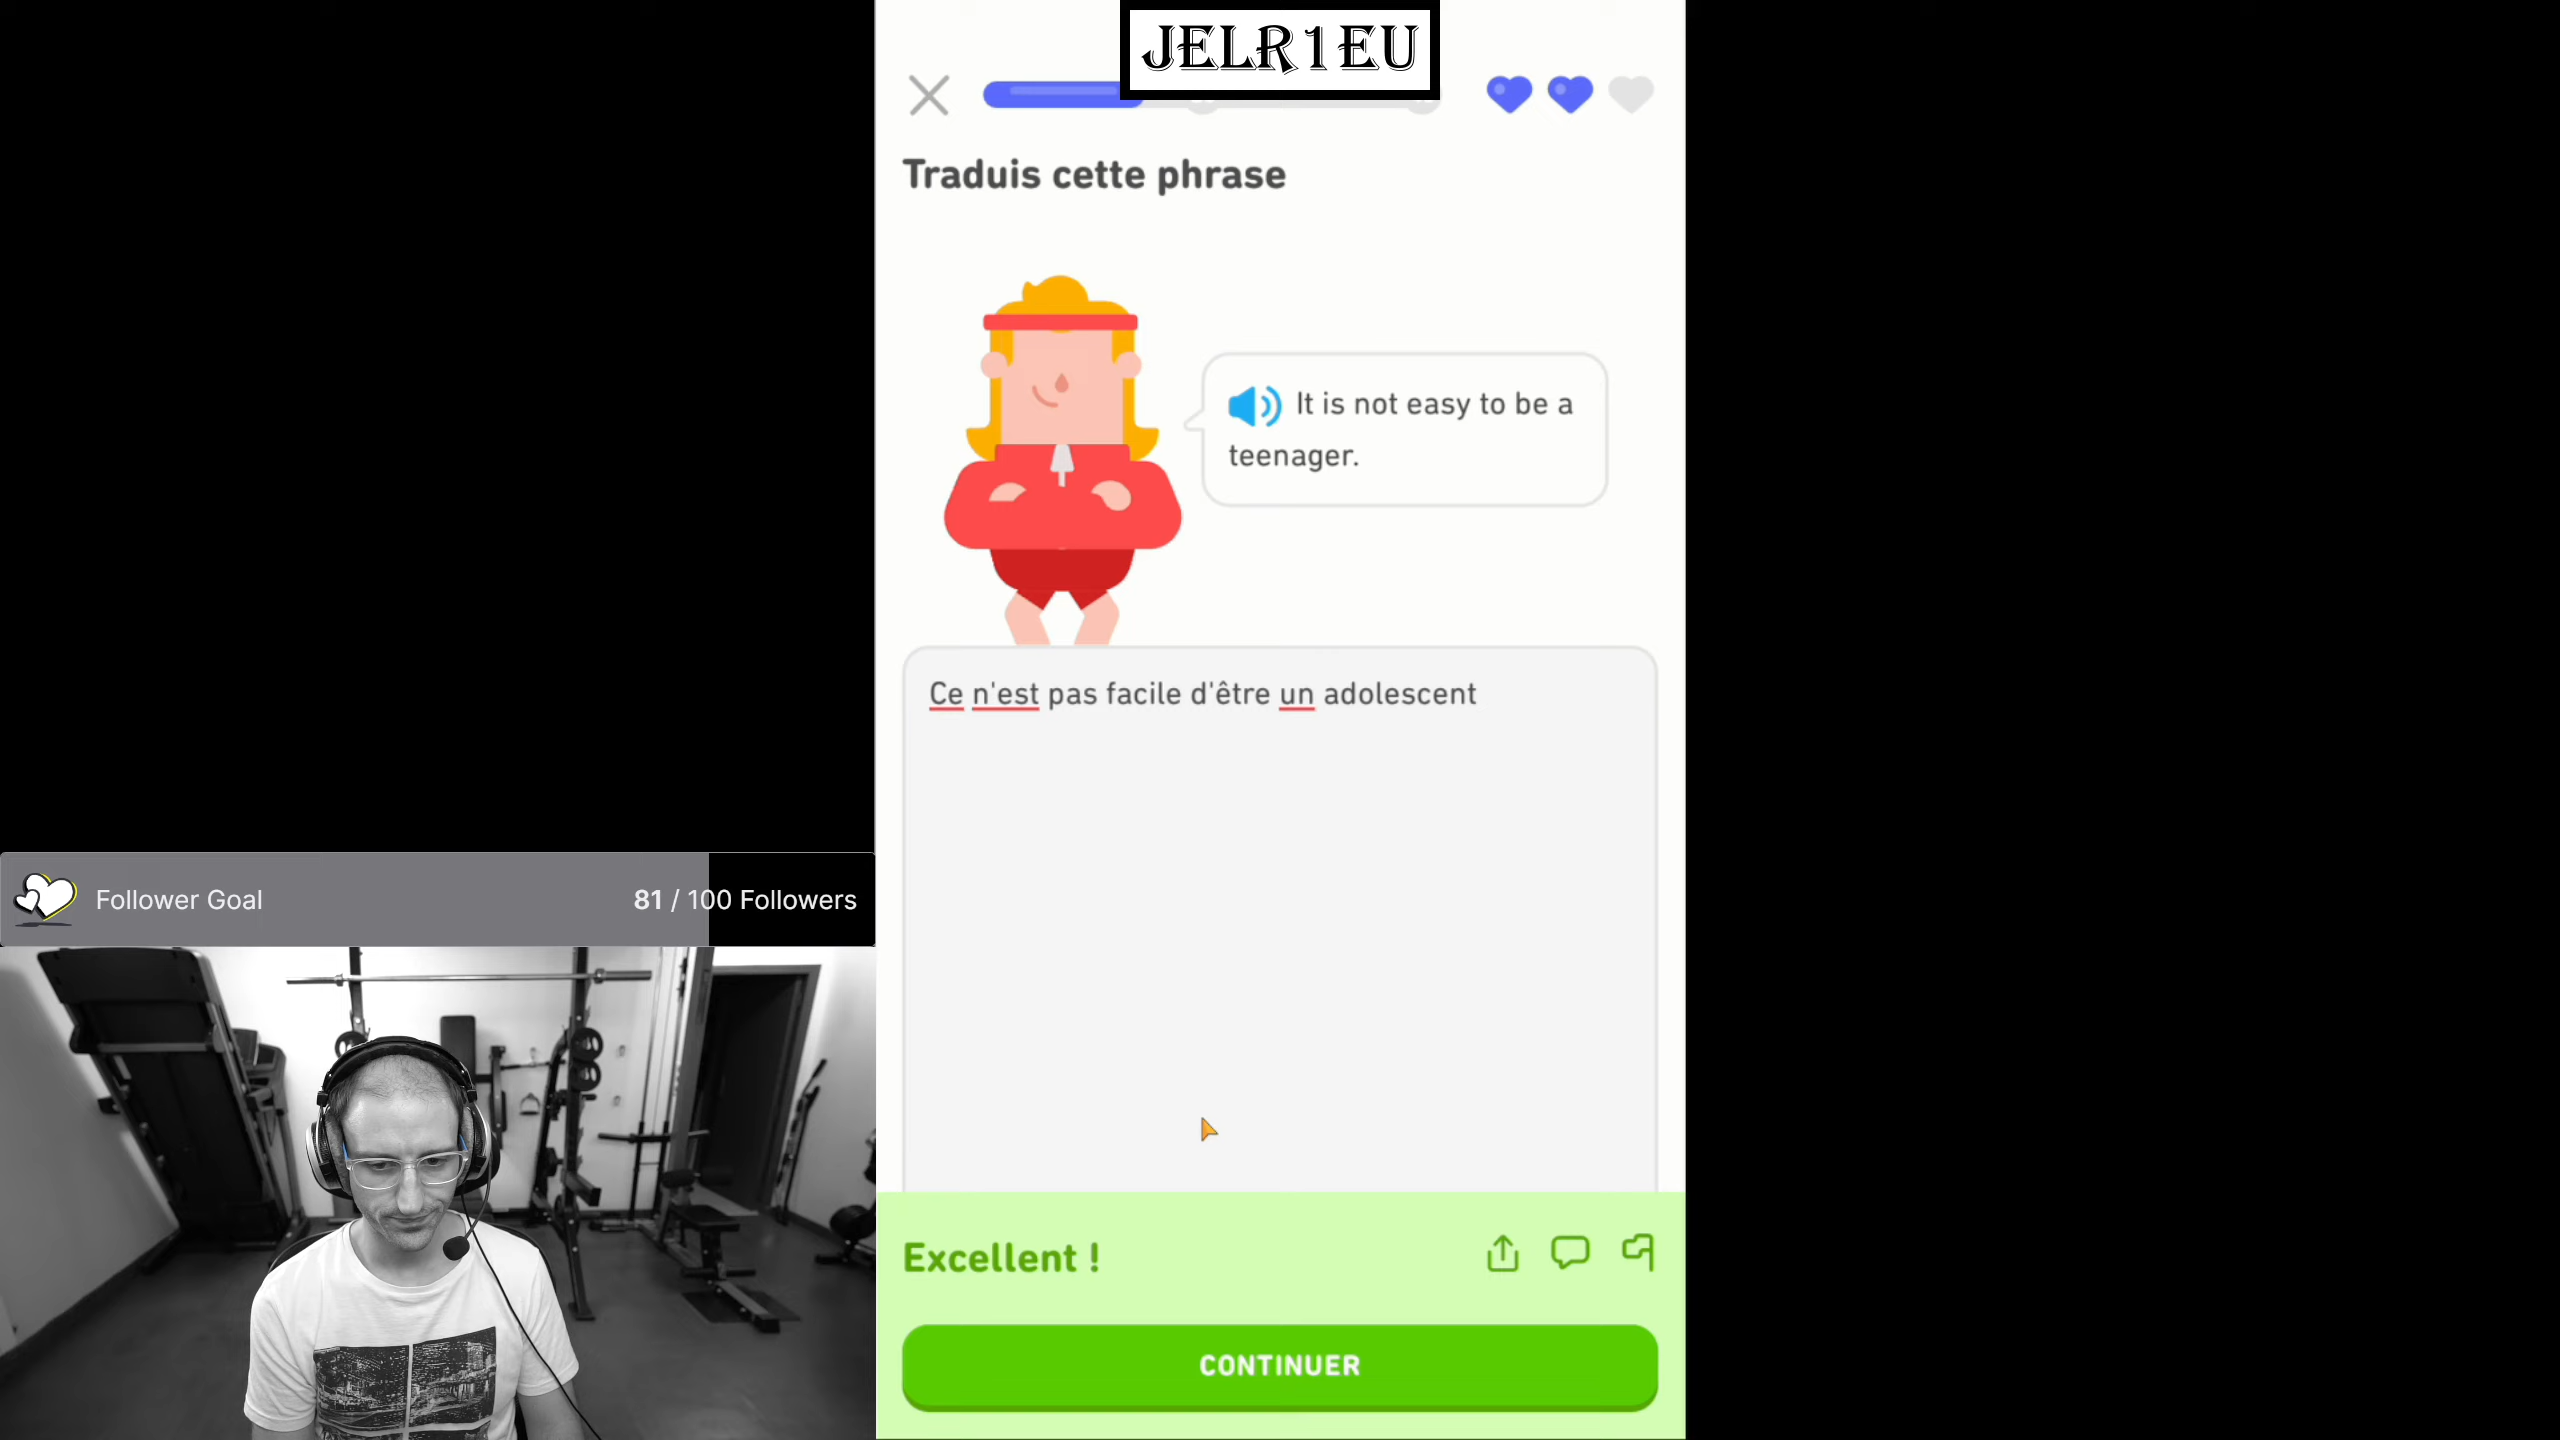 JELR1EU
Traduis cette phrase
It is not easy to be a
teenager.
Ce n'est pas facile d'être un adolescent
Follower Goal
81 / 100 Followers
Excellent !
CONTINUER